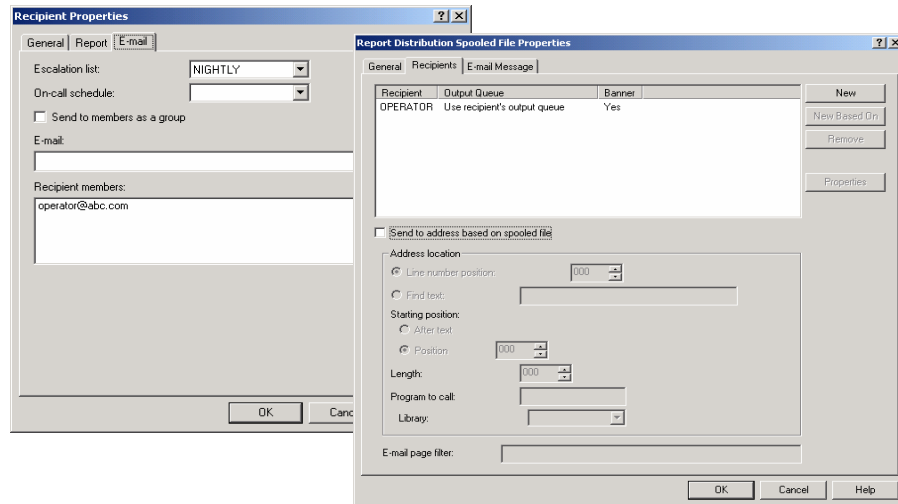 Recipient Properties
General Report E-mail
Escalation list: NIGHTLY
On-call schedule:
Send to members as a group
E-mail:
Recipient members:
operator@abc.com
OK Canc
Report Distribution Spooled File Properties
General Recipients E-mail Message
Recipient Output Queue Banner
OPERATOR Use recipient's output queue Yes
New
New Based On
Remove
Properties
Send to address based on spooled file
Address location
Line number position: 000
Find text:
Starting position:
After text
Position 000
Length: 000
Program to call:
Library:
E-mail page filter:
OK Cancel Help